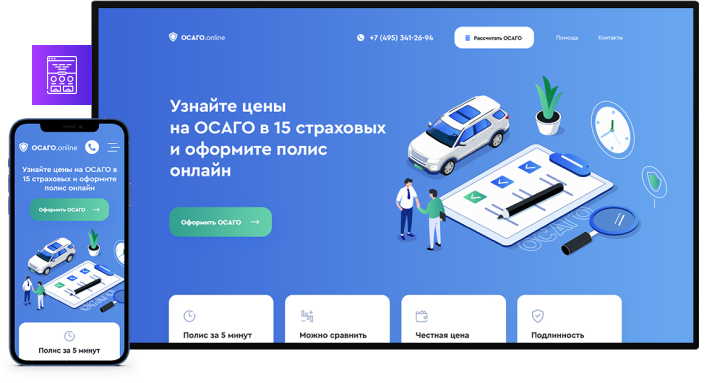 ОСАГО.online
+7 (495) 341-26-94
Рассчитать ОСАГО
Помощь
Контакты
Узнайте цены
на ОСАГО в 15 страховых
и оформите полис
онлайн
Оформить ОСАГО
ОСАГО
Полис за 5 минут
Можно сравнить
Честная цена
Подлинность
ОСАГО.online
Узнайте цены на ОСАГО в
15 страховых и оформите
полис онлайн
Оформить ОСАГО
Полис за 5 минут